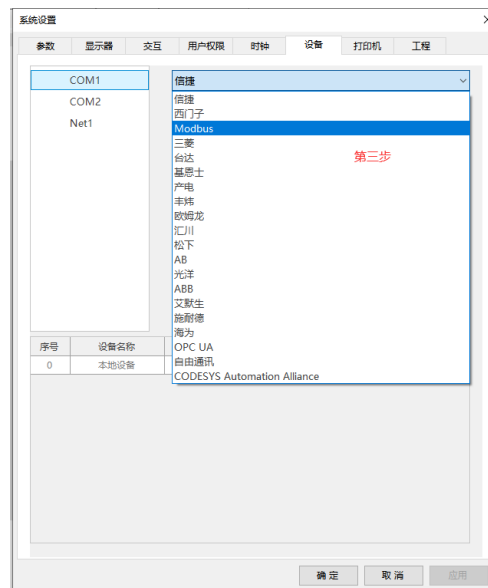 系统设置
参数 显示器 交互 用户权限 时钟 设备 打印机 工程
COM1
COM2
Net1
信捷
信捷
西门子
Modbus
三菱
台达
基恩士
产电
丰炜
欧姆龙
汇川
松下
AB
光洋
ABB
艾默生
施耐德
海为
OPC UA
自由通讯
CODESYS Automation Alliance
第三步
序号 设备名称
0 本地设备
确定 取消 应用